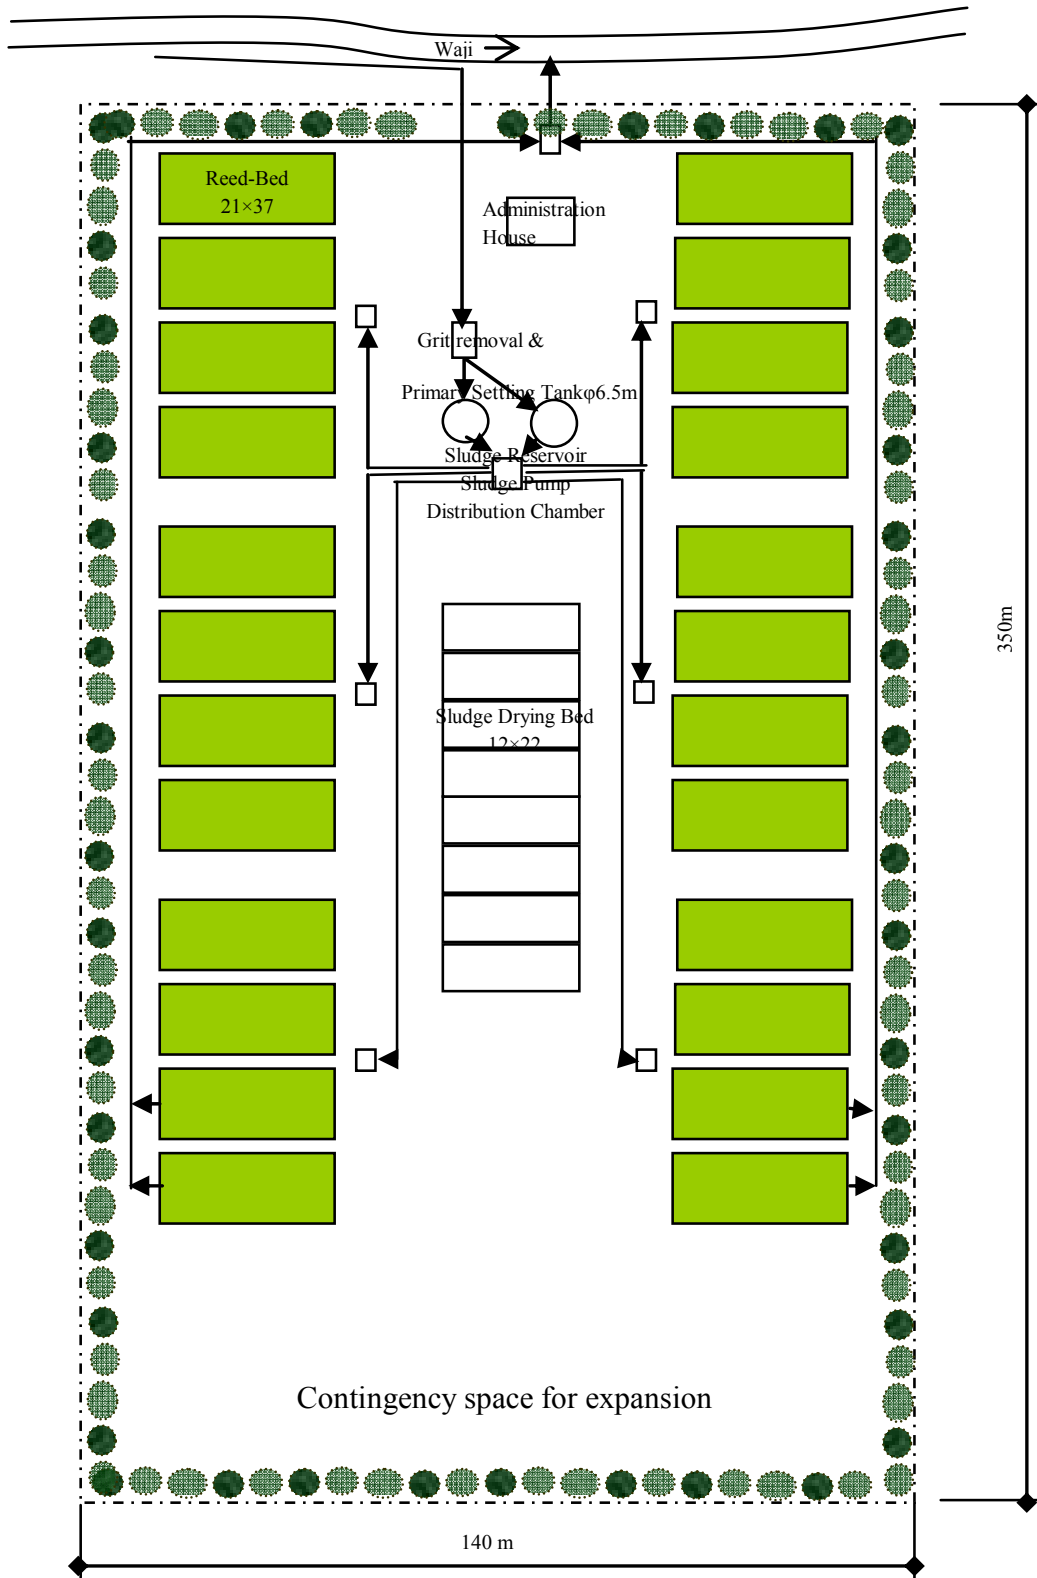 Waji
Reed-Bed
21×37
Administration
House
Grit removal &
Primary Settling Tankφ6.5m
Sludge Reservoir
Sludge Pump
Distribution Chamber
350m
Sludge Drying Bed
12×22
Contingency space for expansion
140 m